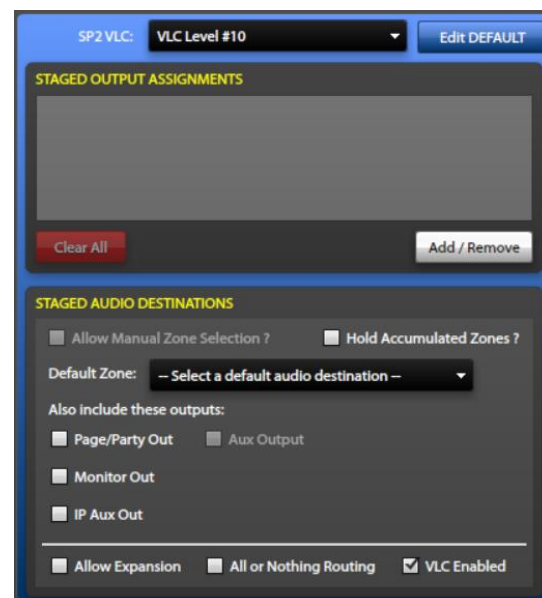 SP2 VLC: VLC Level #10 Edit DEFAULT
STAGED OUTPUT ASSIGNMENTS
Clear All Add / Remove
STAGED AUDIO DESTINATIONS
Allow Manual Zone Selection ? Hold Accumulated Zones ?
Default Zone: -- Select a default audio destination --
Also include these outputs:
Page/Party Out Aux Output
Monitor Out
IP Aux Out
Allow Expansion All or Nothing Routing VLC Enabled